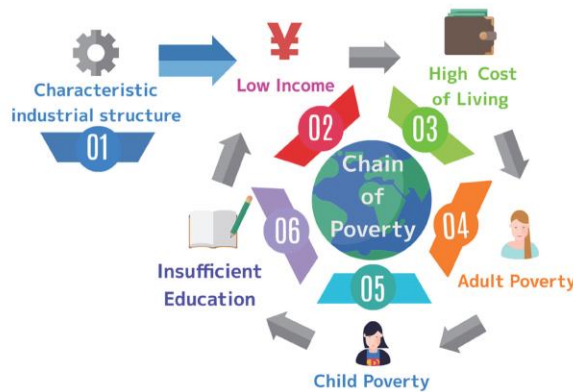 Characteristic
industrial structure
01
¥
Low Income
02
High Cost
of Living
03
Chain
of
Poverty
04
Adult Poverty
05
Child Poverty
06
Insufficient
Education